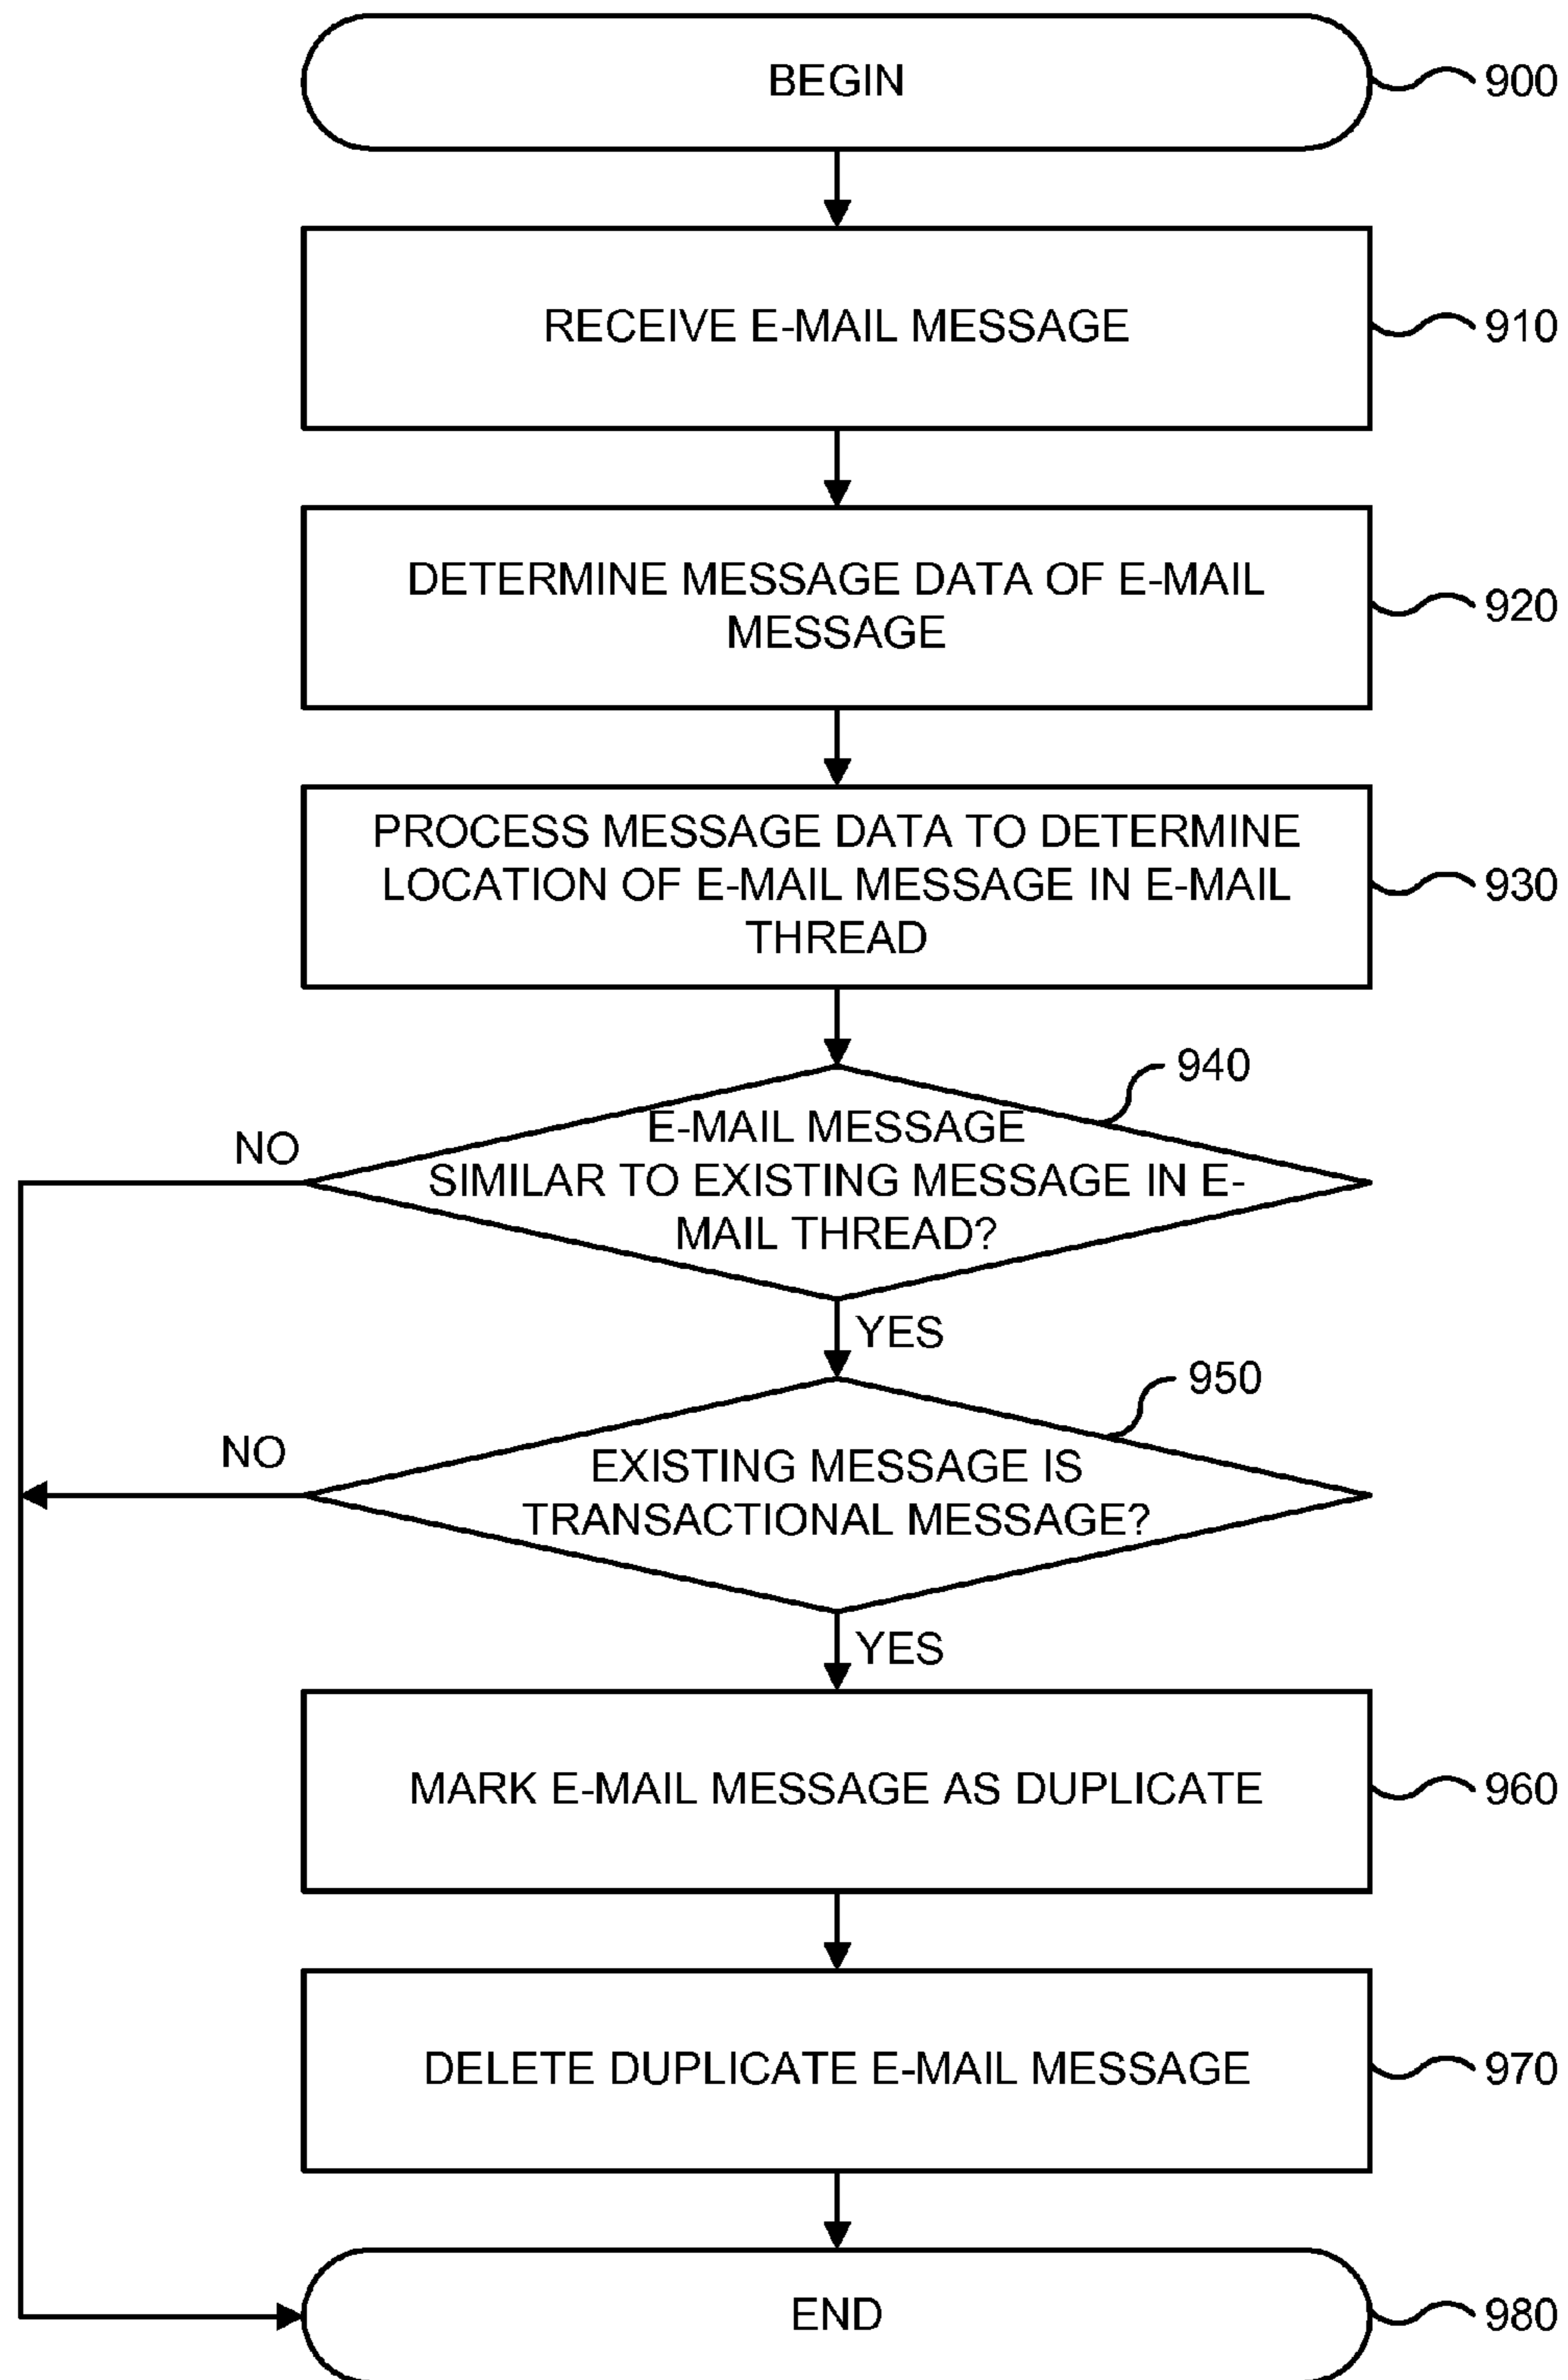 BEGIN
900
RECEIVE E-MAIL MESSAGE
910
DETERMINE MESSAGE DATA OF E-MAIL
MESSAGE
920
PROCESS MESSAGE DATA TO DETERMINE
LOCATION OF E-MAIL MESSAGE IN E-MAIL
THREAD
930
940
E-MAIL MESSAGE
SIMILAR TO EXISTING MESSAGE IN E-
MAIL THREAD?
NO
YES
950
EXISTING MESSAGE IS
TRANSACTIONAL MESSAGE?
NO
YES
MARK E-MAIL MESSAGE AS DUPLICATE
960
DELETE DUPLICATE E-MAIL MESSAGE
970
END
980